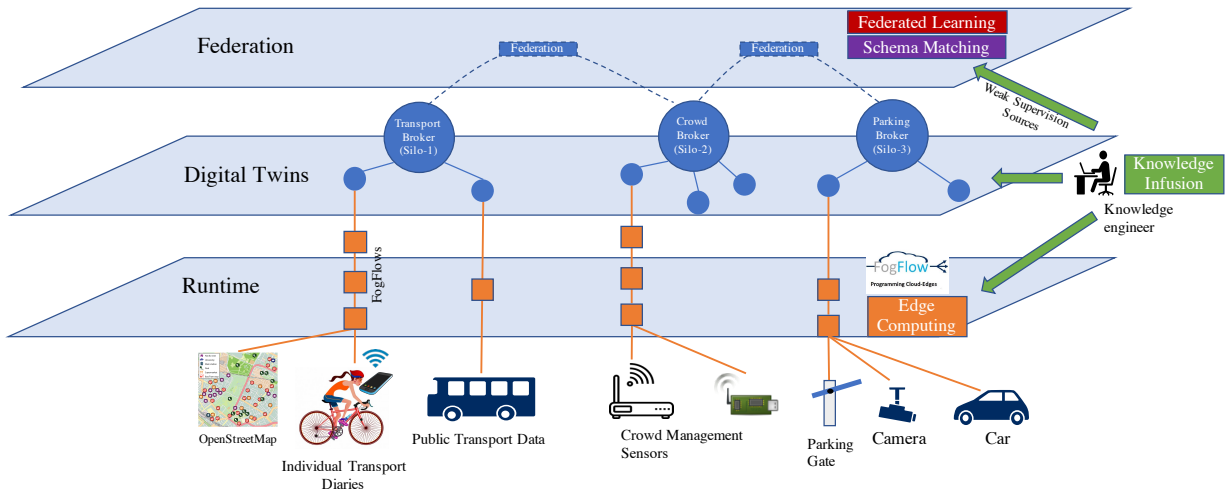 Federation
Federation
Federation
Federated Learning
Schema Matching
Weak Supervision
Sources
Transport
Broker
(Silo-1)
Crowd
Broker
(Silo-2)
Parking
Broker
(Silo-3)
Digital Twins
Knowledge
Infusion
Knowledge
engineer
FogFlows
Runtime
FogFlow
Programming Cloud-Edges
Edge
Computing
OpenStreetMap
Individual Transport
Diaries
Public Transport Data
Crowd Management
Sensors
Parking
Gate
Camera
Car